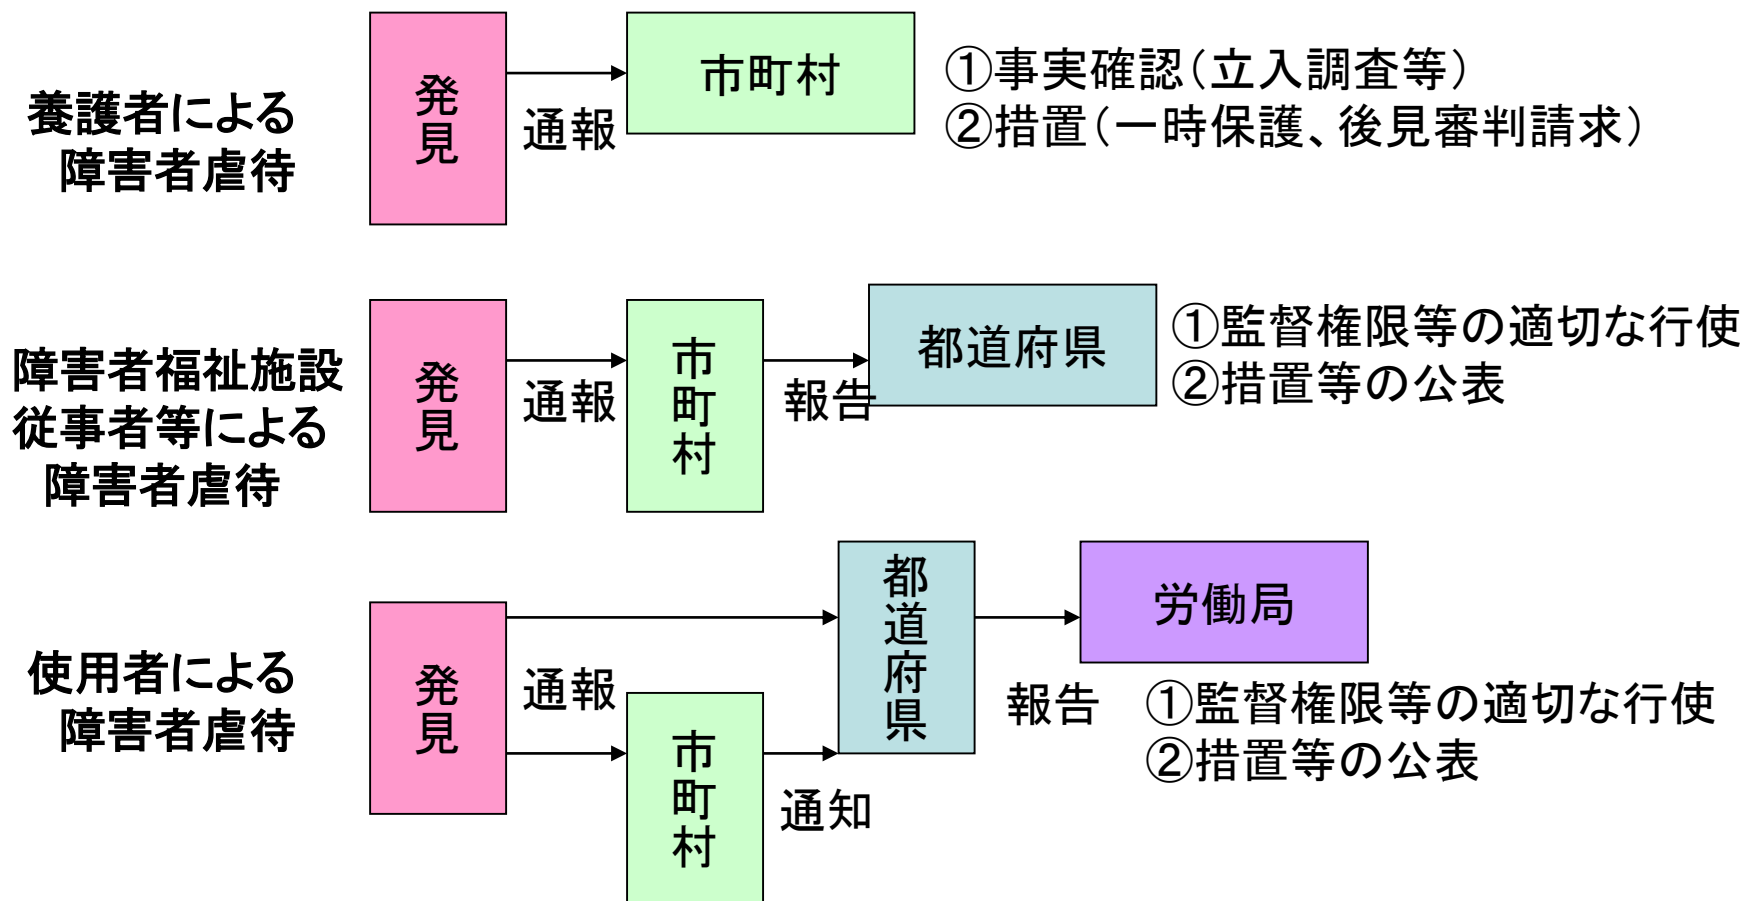 養護者による
障害者虐待
発見
通報
市町村
①事実確認(立入調査等)
②措置(一時保護、後見審判請求)
障害者福祉施設
従事者等による
障害者虐待
発見
通報
市町村
報告
都道府県
①監督権限等の適切な行使
②措置等の公表
使用者による
障害者虐待
発見
通報
市町村
通知
都道府県
報告
労働局
①監督権限等の適切な行使
②措置等の公表